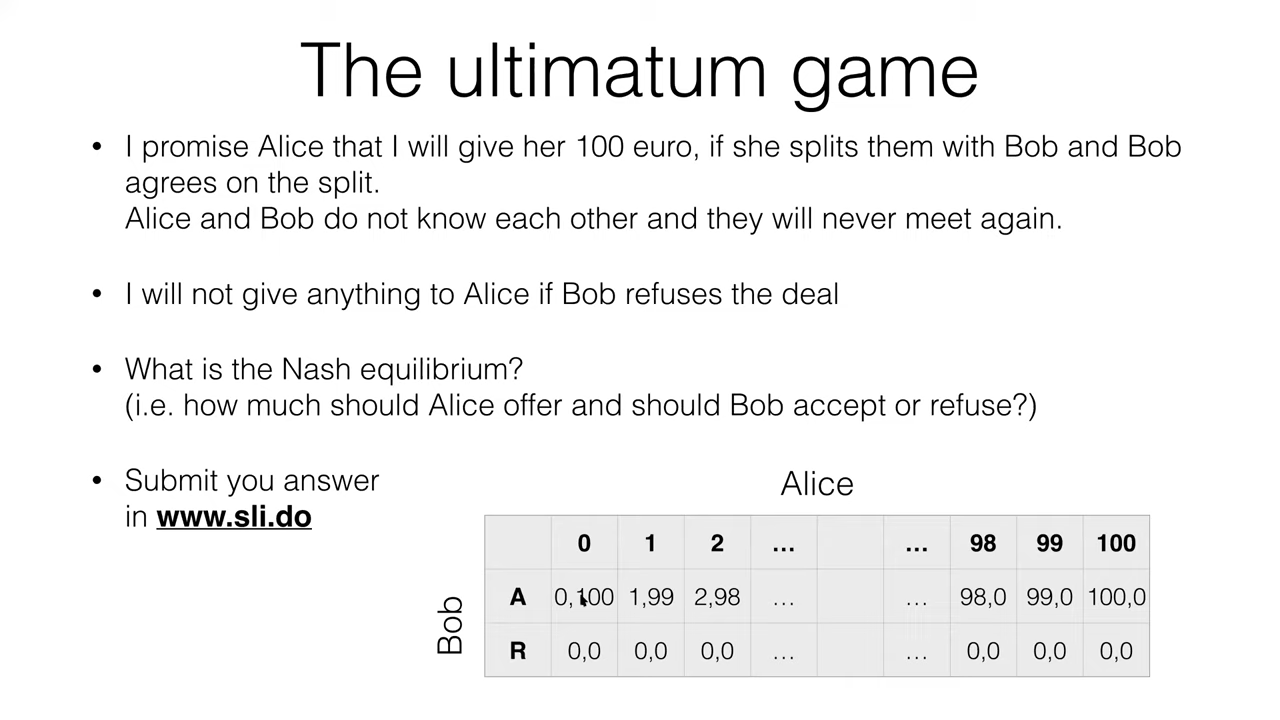 The ultimatum game
• I promise Alice that I will give her 100 euro, if she splits them with Bob and Bob
agrees on the split.
Alice and Bob do not know each other and they will never meet again.
• I will not give anything to Alice if Bob refuses the deal
• What is the Nash equilibrium?
(i.e. how much should Alice offer and should Bob accept or refuse?)
• Submit you answer
in www.sli.do
Alice
0 1 2 ... ... 98 99 100
Bob
A 0,100 1,99 2,98 ... ... 98,0 99,0 100,0
R 0,0 0,0 0,0 ... ... 0,0 0,0 0,0